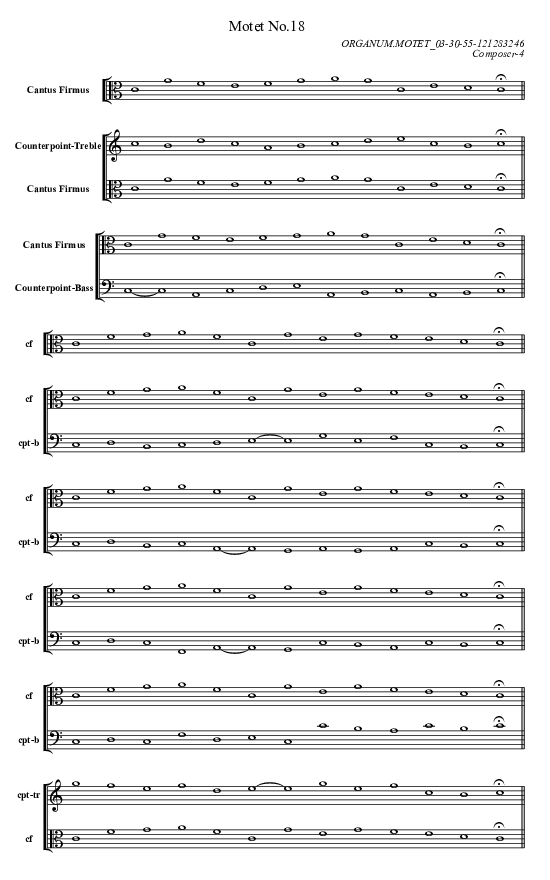 Motet No.18
ORGANUM.MOTET_03-30-55-121283246
Composer-4
Cantus Firmus
Counterpoint-Treble
Cantus Firmus
Cantus Firmus
Counterpoint-Bass
cf
cf
cpt-b
cf
cpt-b
cf
cpt-b
cf
cpt-b
cpt-tr
cf